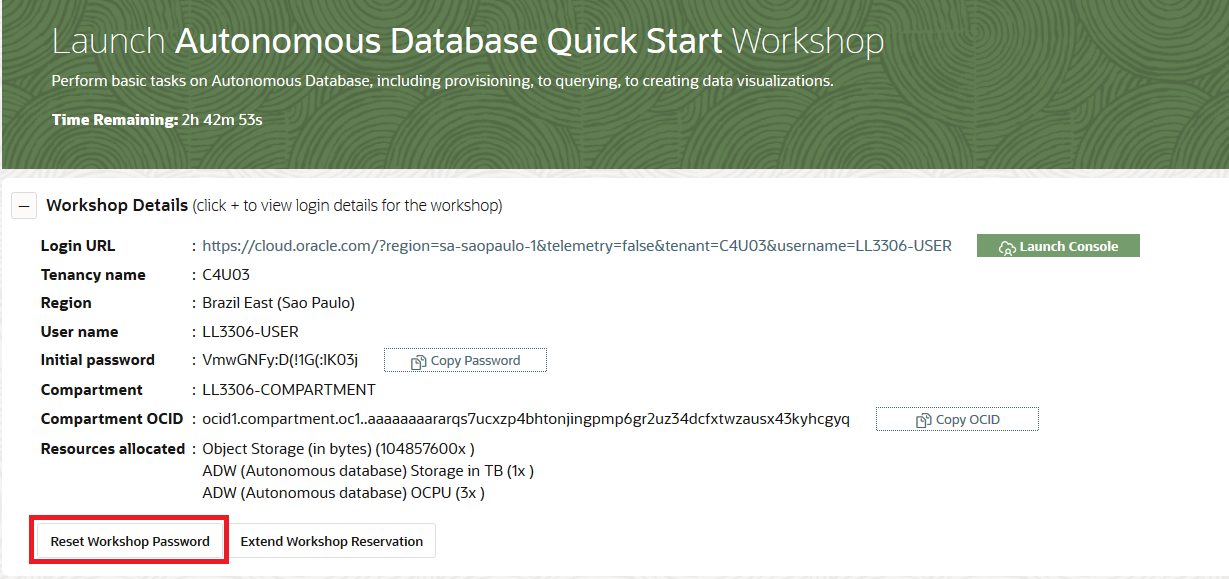 Launch Autonomous Database Quick Start Workshop
Perform basic tasks on Autonomous Database, including provisioning, to querying, to creating data visualizations.
Time Remaining: 2h 42m 53s
Workshop Details (click + to view login details for the workshop)
Login URL : https://cloud.oracle.com/?region=sa-saopaulo-1&telemetry=false&tenant=C4U03&username=LL3306-USER Launch Console
Tenancy name : C4U03
Region : Brazil East (Sao Paulo)
User name : LL3306-USER
Initial password : VmwGNFy:D(!1G(:lK03j Copy Password
Compartment : LL3306-COMPARTMENT
Compartment OCID : ocid1.compartment.oc1..aaaaaaaararqs7ucxzp4bhtonjingpmp6gr2uz34dcfxtwzausx43kyhcgyq Copy OCID
Resources allocated : Object Storage (in bytes) (104857600x )
ADW (Autonomous database) Storage in TB (1x )
ADW (Autonomous database) OCPU (3x )
Reset Workshop Password Extend Workshop Reservation